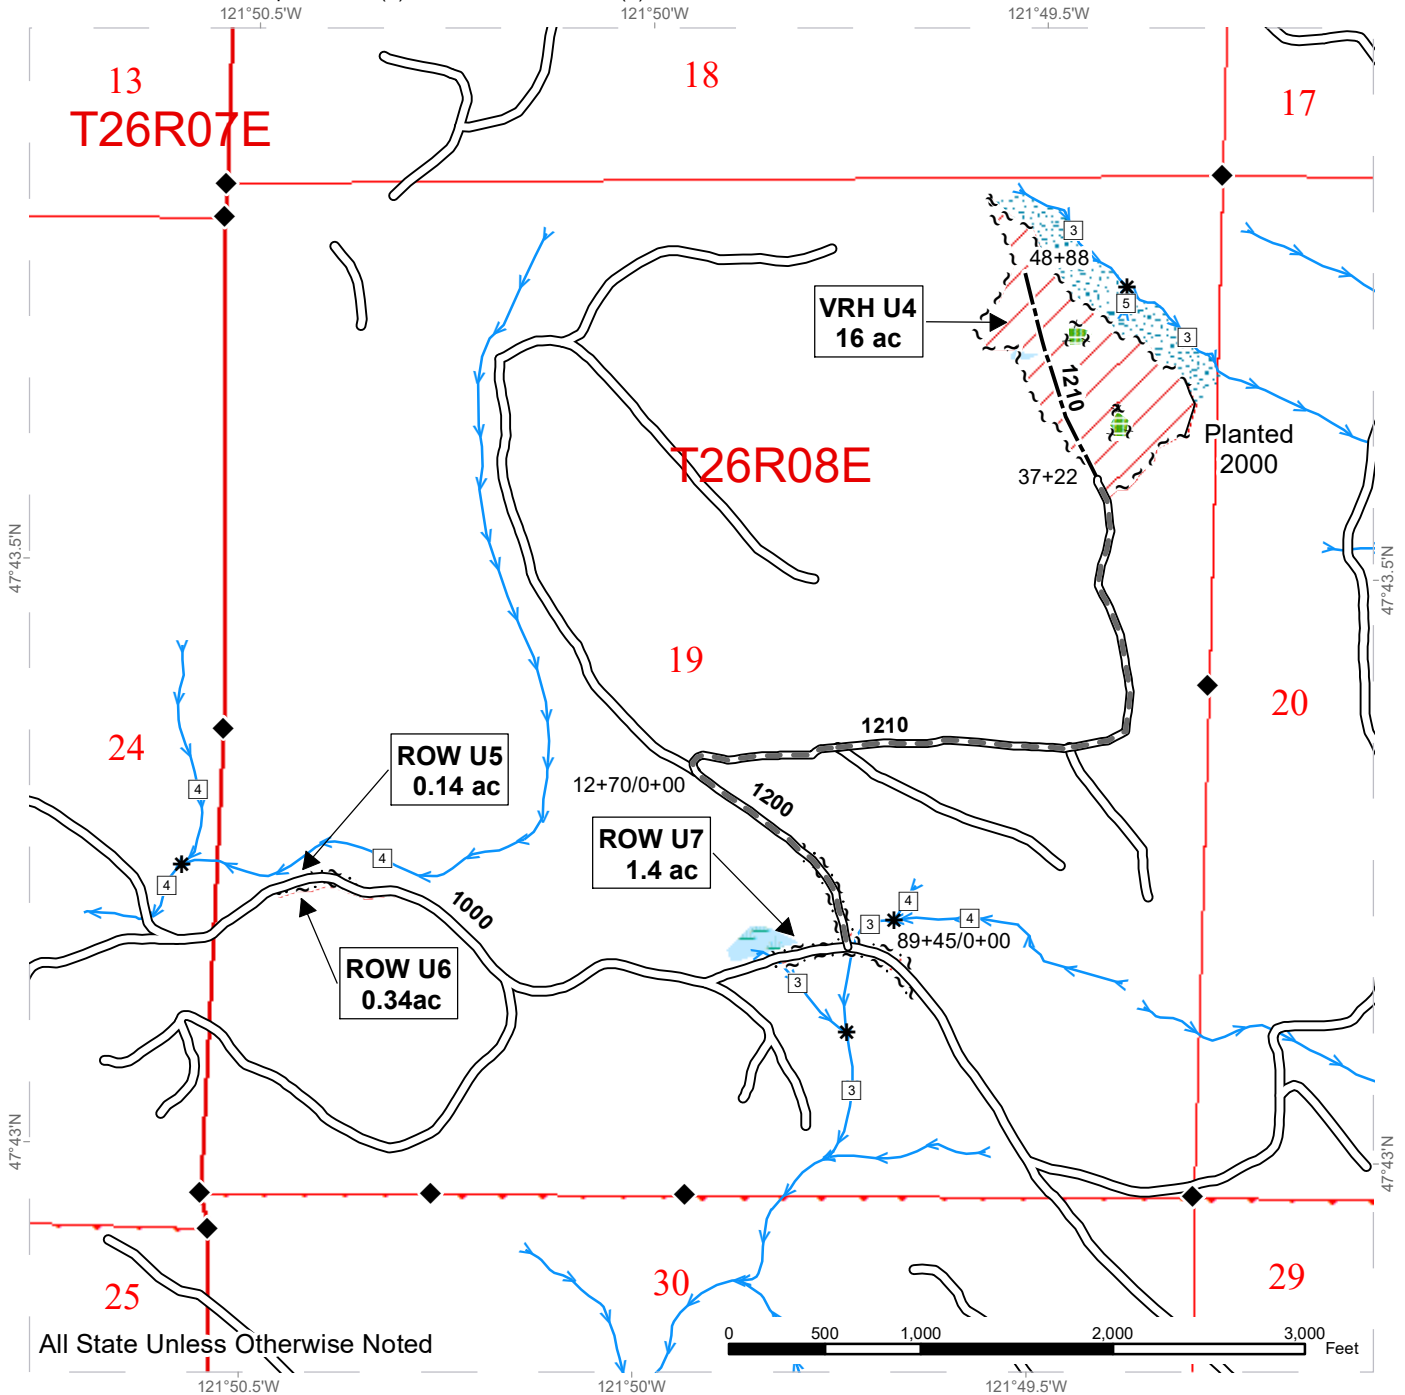 121°50.5'W
121°50'W
121°49.5'W
13
18
17
T26R07E
3
48+88
5
VRH U4
16 ac
3
1210
Planted
2000
T26R08E
37+22
47°43.5'N
47°43.5'N
19
20
24
1210
ROW U5
0.14 ac
12+70/0+00
1200
4
ROW U7
1.4 ac
4
4
1000
4
3
4
89+45/0+00
ROW U6
0.34ac
3
3
47°43'N
47°43'N
25
30
29
All State Unless Otherwise Noted
0 500 1,000 2,000 3,000
Feet
121°50.5'W
121°50'W
121°49.5'W